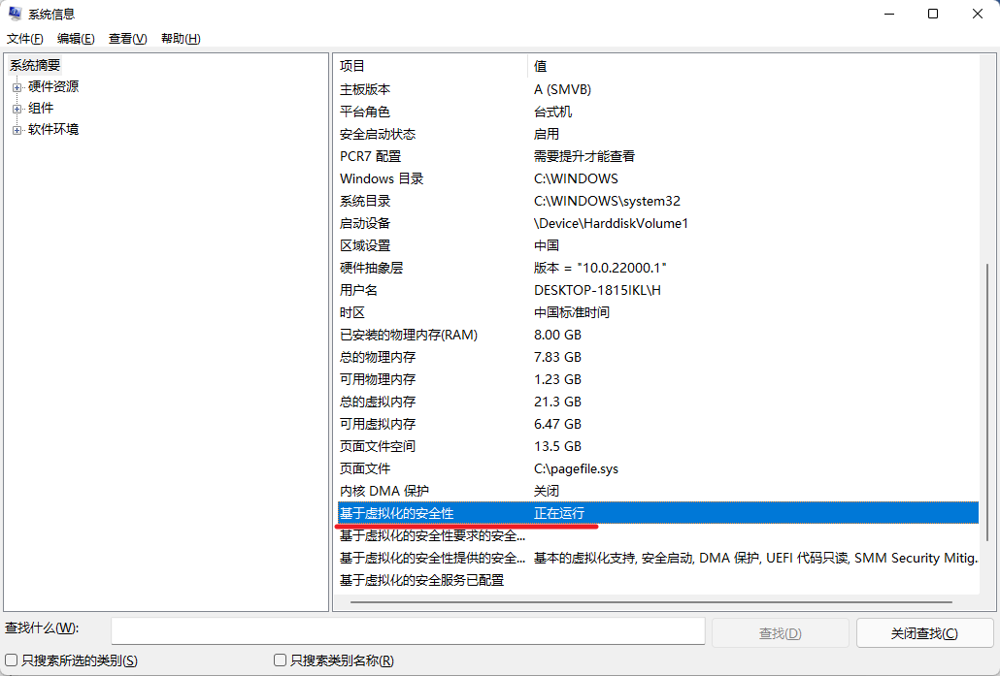 系统信息
文件(F) 编辑(E) 查看(V) 帮助(H)
系统摘要
硬件资源
组件
软件环境
项目 值
主板版本 A (SMVB)
平台角色 台式机
安全启动状态 启用
PCR7 配置 需要提升才能查看
Windows 目录 C:\WINDOWS
系统目录 C:\WINDOWS\system32
启动设备 \Device\HarddiskVolume1
区域设置 中国
硬件抽象层 版本 = "10.0.22000.1"
用户名 DESKTOP-1815IKL\H
时区 中国标准时间
已安装的物理内存(RAM) 8.00 GB
总的物理内存 7.83 GB
可用物理内存 1.23 GB
总的虚拟内存 21.3 GB
可用虚拟内存 6.47 GB
页面文件空间 13.5 GB
页面文件 C:\pagefile.sys
内核 DMA 保护 关闭
基于虚拟化的安全性 正在运行
基于虚拟化的安全性要求的安全...
基于虚拟化的安全性提供的安全... 基本的虚拟化支持, 安全启动, DMA 保护, UEFI 代码只读, SMM Security Mitig.
基于虚拟化的安全服务已配置
查找什么(W): 查找(D) 关闭查找(C)
只搜索所选的类别(S) 只搜索类别名称(R)